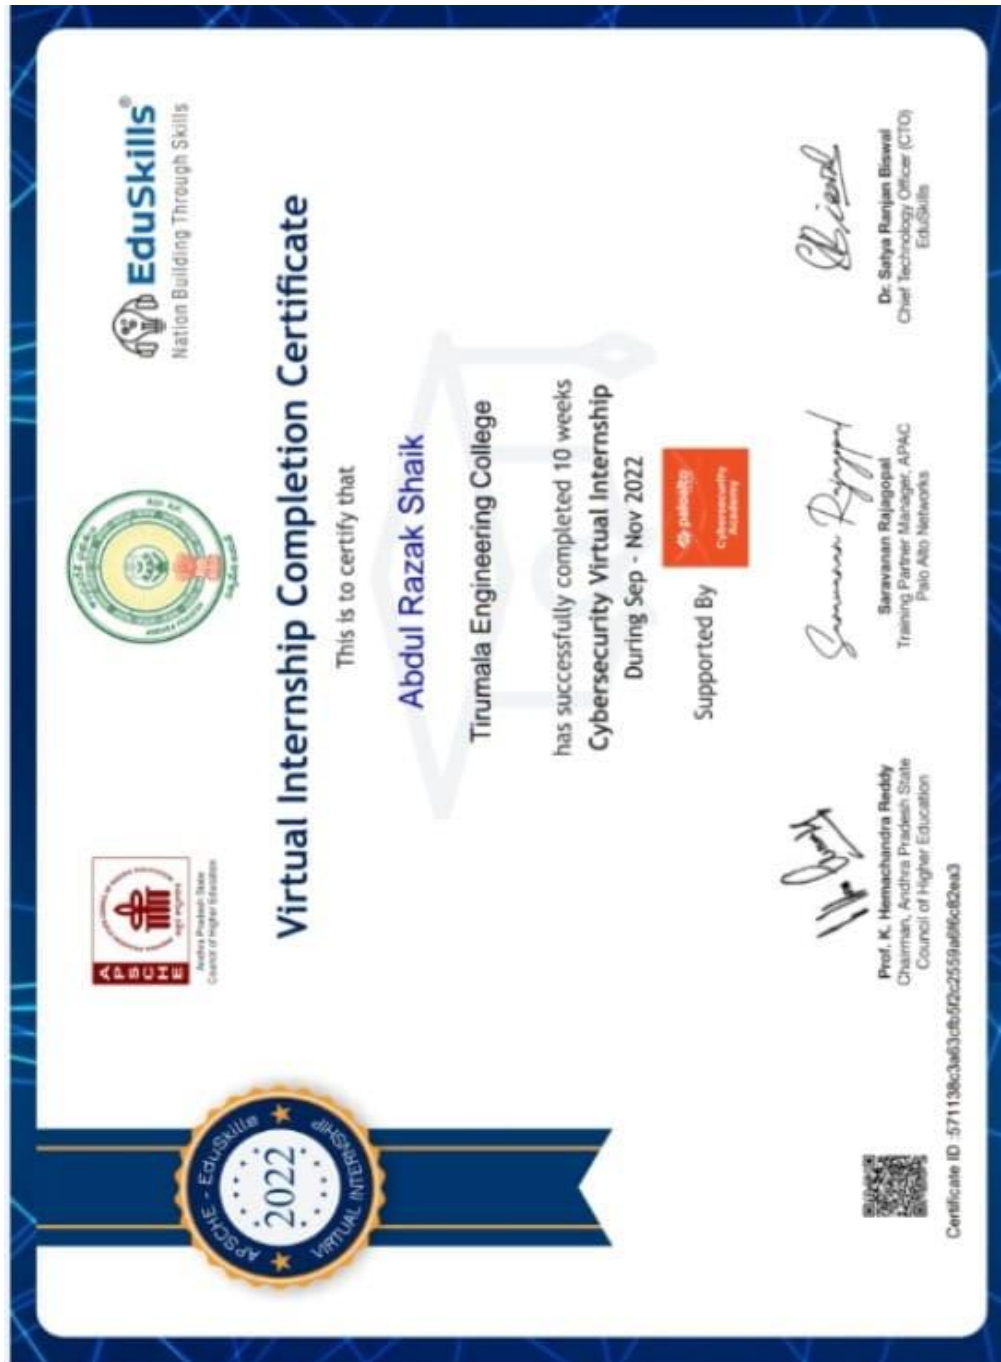 APSCHE
Andhra Pradesh State
Council of Higher Education
EduSkills®
Nation Building Through Skills
APSCHE - EduSkills
2022
VIRTUAL INTERNSHIP
Virtual Internship Completion Certificate
This is to certify that
Abdul Razak Shaik
Tirumala Engineering College
has successfully completed 10 weeks
Cybersecurity Virtual Internship
During Sep - Nov 2022
Supported By
paloalto
Cybersecurity
Academy
Prof. K. Hemachandra Reddy
Chairman, Andhra Pradesh State
Council of Higher Education
Saravanan Rajagopal
Training Partner Manager, APAC
Palo Alto Networks
Dr. Satya Ranjan Biswal
Chief Technology Officer (CTO)
EduSkills
Certificate ID :571138c3a63cfb5f2c2559a6f6c82ea3